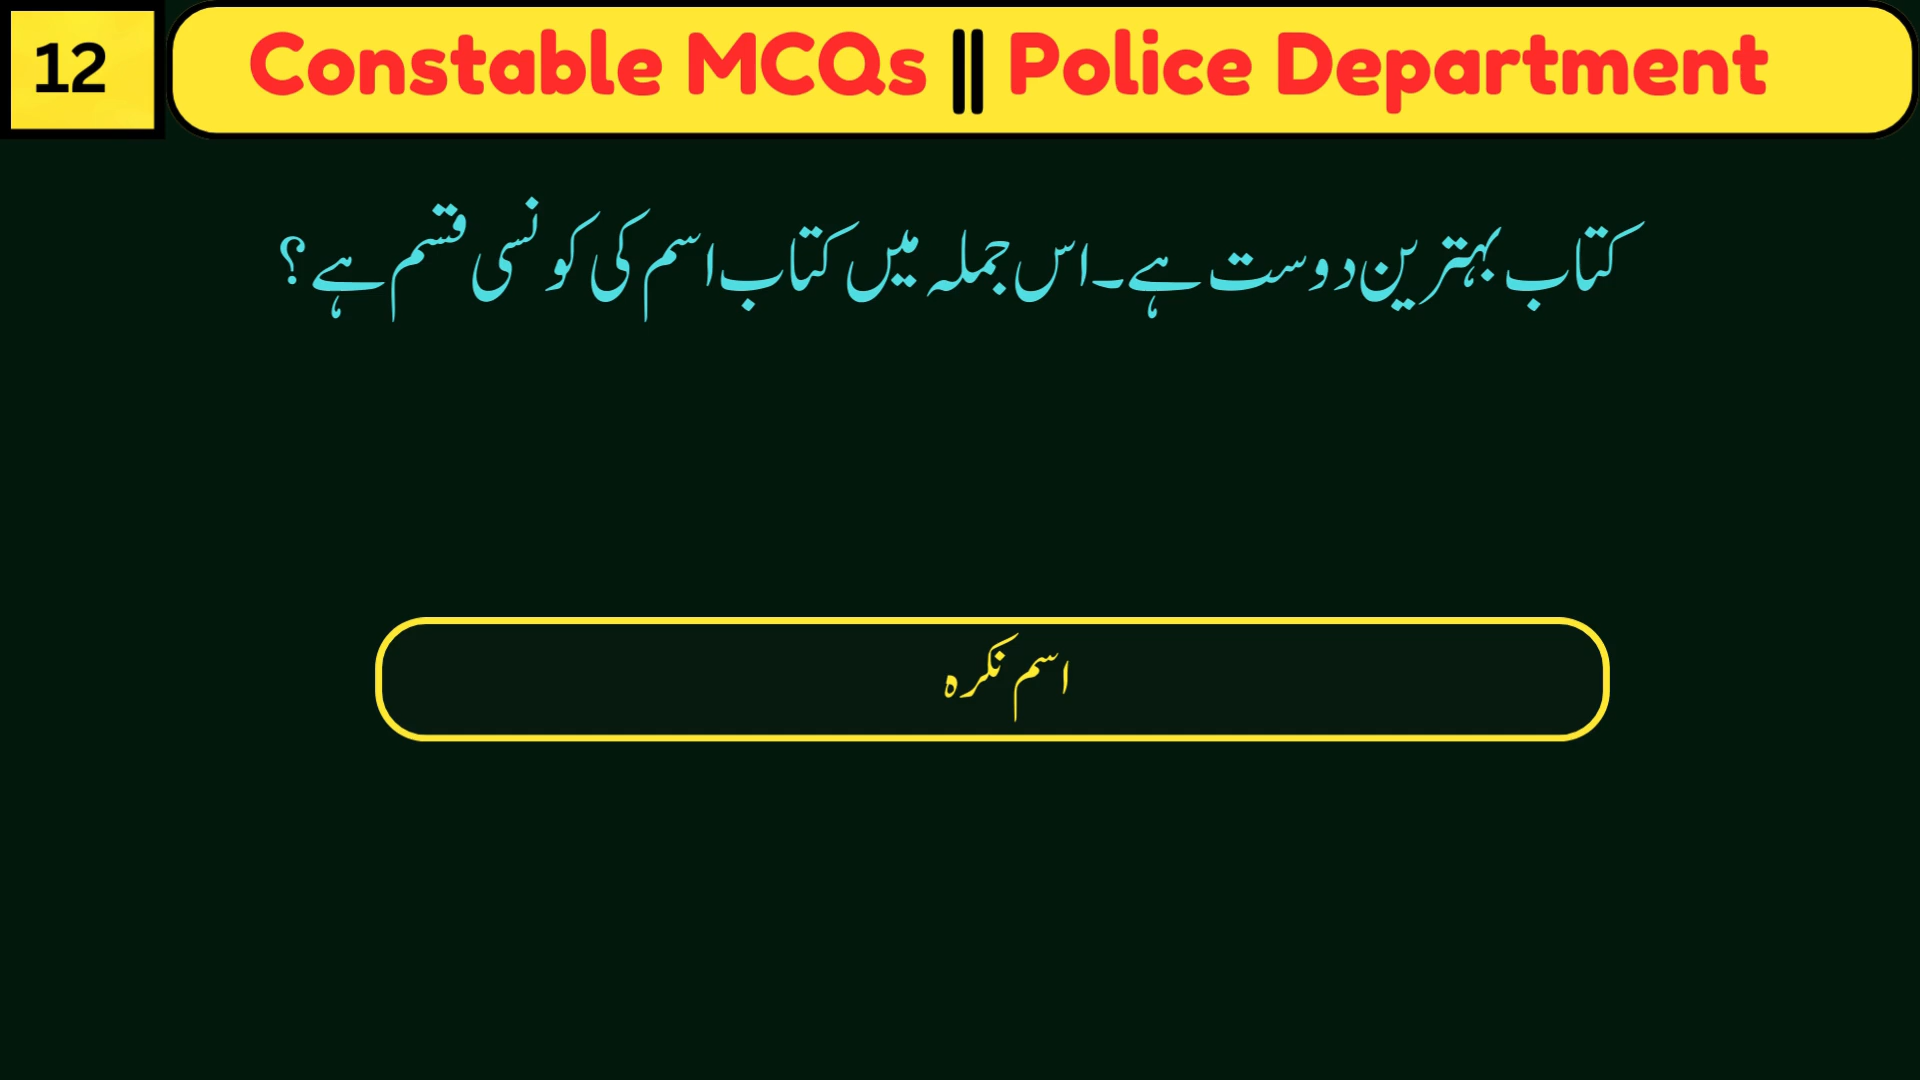 12
Constable MCQs || Police Department
کتاب بہترین دوست ہے۔اس جملہ میں کتاب اسم کی کونسی قسم ہے؟
اسم نکرہ